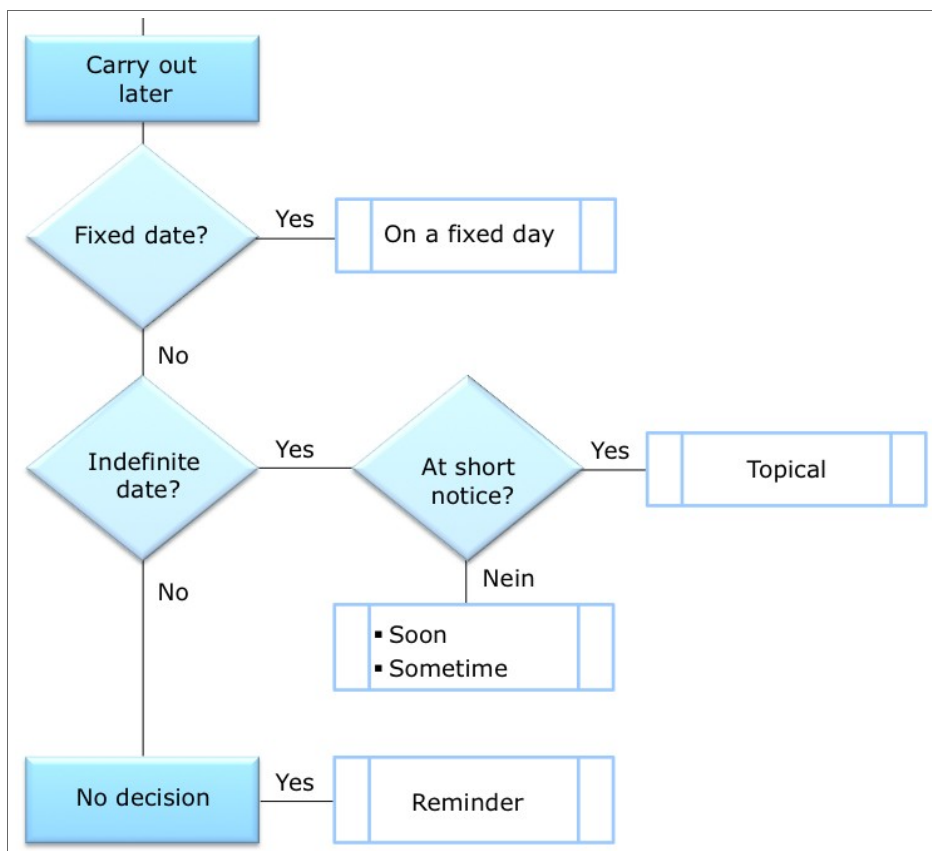 Carry out
later
Fixed date?
Yes
On a fixed day
No
Indefinite
date?
Yes
At short
notice?
Yes
Topical
No
Nein
▪ Soon
▪ Sometime
No decision
Yes
Reminder